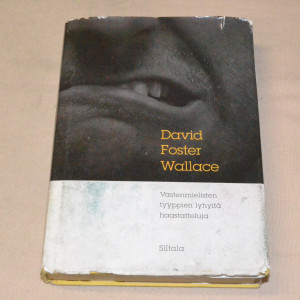 David
Foster
Wallace
Vastenmielisten
tyyppien lyhyitä
haastatteluja
Siltala